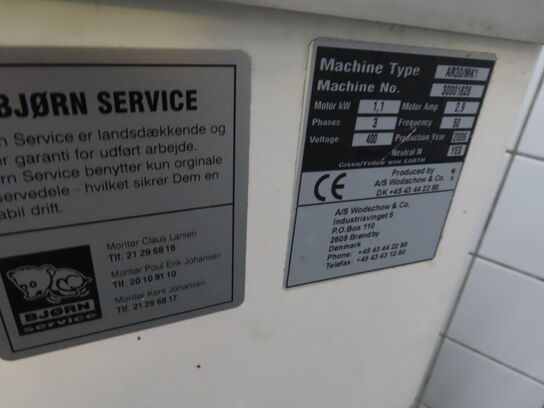 BJØRN SERVICE
n Service er landsdækkende og
r garanti for udført arbejde.
rn Service benytter kun orginale
servedele - hvilket sikrer Dem en
abil drift.
Montør Claus Larsen
Tlf. 21 29 68 16
Montør Poul Erik Johansen
Tlf. 20 10 91 10
Montør Kent Johansen
Tlf. 21 29 68 17
BJØRN
service
Machine Type AR30/MK1
Machine No. 30001828
Motor kW 1,1 Motor Amp 2,9
Phases 3 Frequency 50
Voltage 400 Production Year 2006
Neutral N YES
Green/Yellow wire EARTH
CE
Produced by
A/S Wodschow & Co.
DK +45 43 44 22 88
A/S Wodschow & Co.
Industrisvinget 6
P.O.Box 110
2605 Brøndby
Denmark
Phone: +45 43 44 22 88
Telefax: +45 43 43 12 80